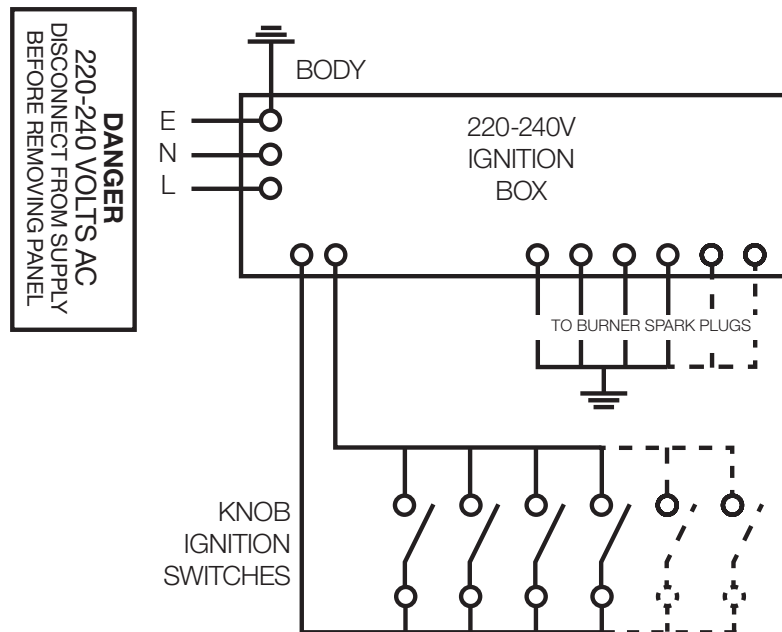 DANGER
220-240 VOLTS AC
DISCONNECT FROM SUPPLY
BEFORE REMOVING PANEL
BODY
E
N
L
220-240V
IGNITION
BOX
TO BURNER SPARK PLUGS
KNOB
IGNITION
SWITCHES